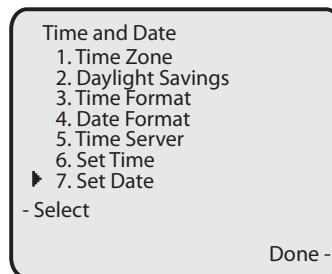 Time and Date
1. Time Zone
2. Daylight Savings
3. Time Format
4. Date Format
5. Time Server
6. Set Time
7. Set Date
- Select
Done -